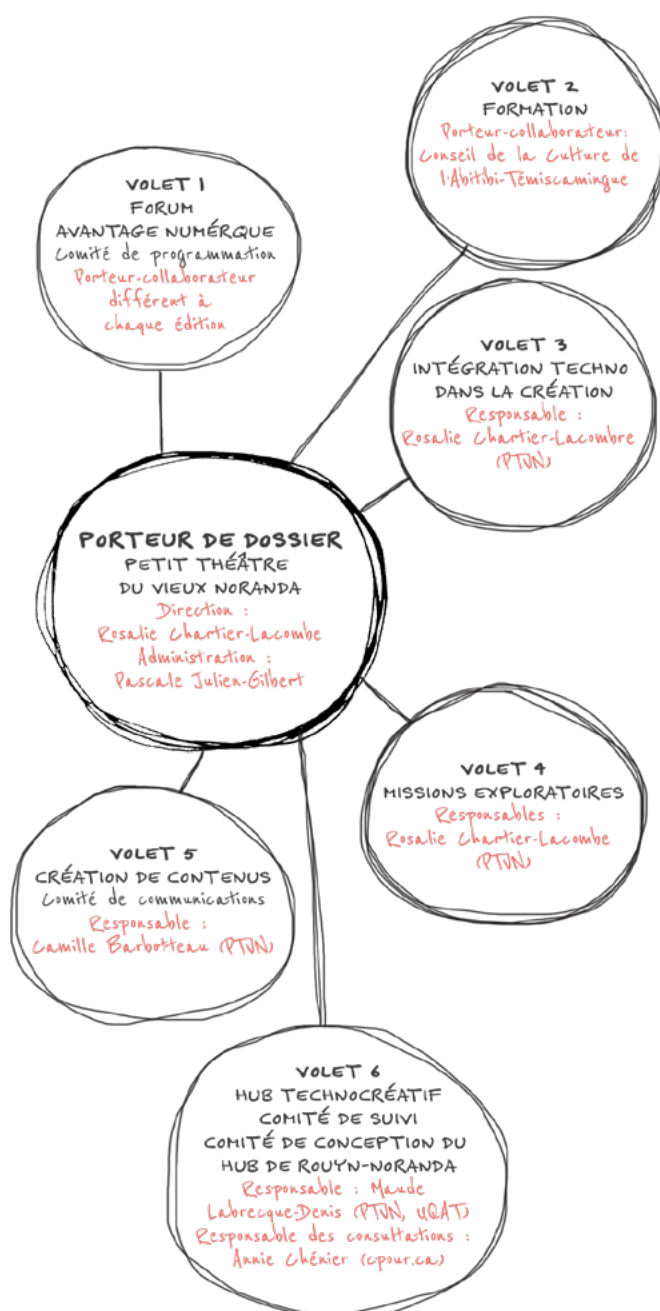 VOLET 1
FORUM
AVANTAGE NUMÉRQUE
Comité de programmation
Porteur-collaborateur
différent à
chaque édition
VOLET 2
FORMATION
Porteur-collaborateur:
Conseil de la Culture de
l'Abitibi-Témiscamingue
VOLET 3
INTÉGRATION TECHNO
DANS LA CRÉATION
Responsable :
Rosalie Chartier-Lacombre
(PTVN)
PORTEUR DE DOSSIER
PETIT THÉÂTRE
DU VIEUX NORANDA
Direction :
Rosalie Chartier-Lacombe
Administration :
Pascale Julien-Gilbert
VOLET 4
MISSIONS EXPLORATOIRES
Responsables :
Rosalie Chartier-Lacombe
(PTVN)
VOLET 5
CRÉATION DE CONTENUS
Comité de communications
Responsable :
Camille Barbotteau (PTVN)
VOLET 6
HUB TECHNOCRÉATIF
COMITÉ DE SUIVI
COMITÉ DE CONCEPTION DU
HUB DE ROUYN-NORANDA
Responsable : Maude
Labrecque-Denis (PTVN, UQAT)
Responsable des consultations :
Annie Chénier (cpour.ca)